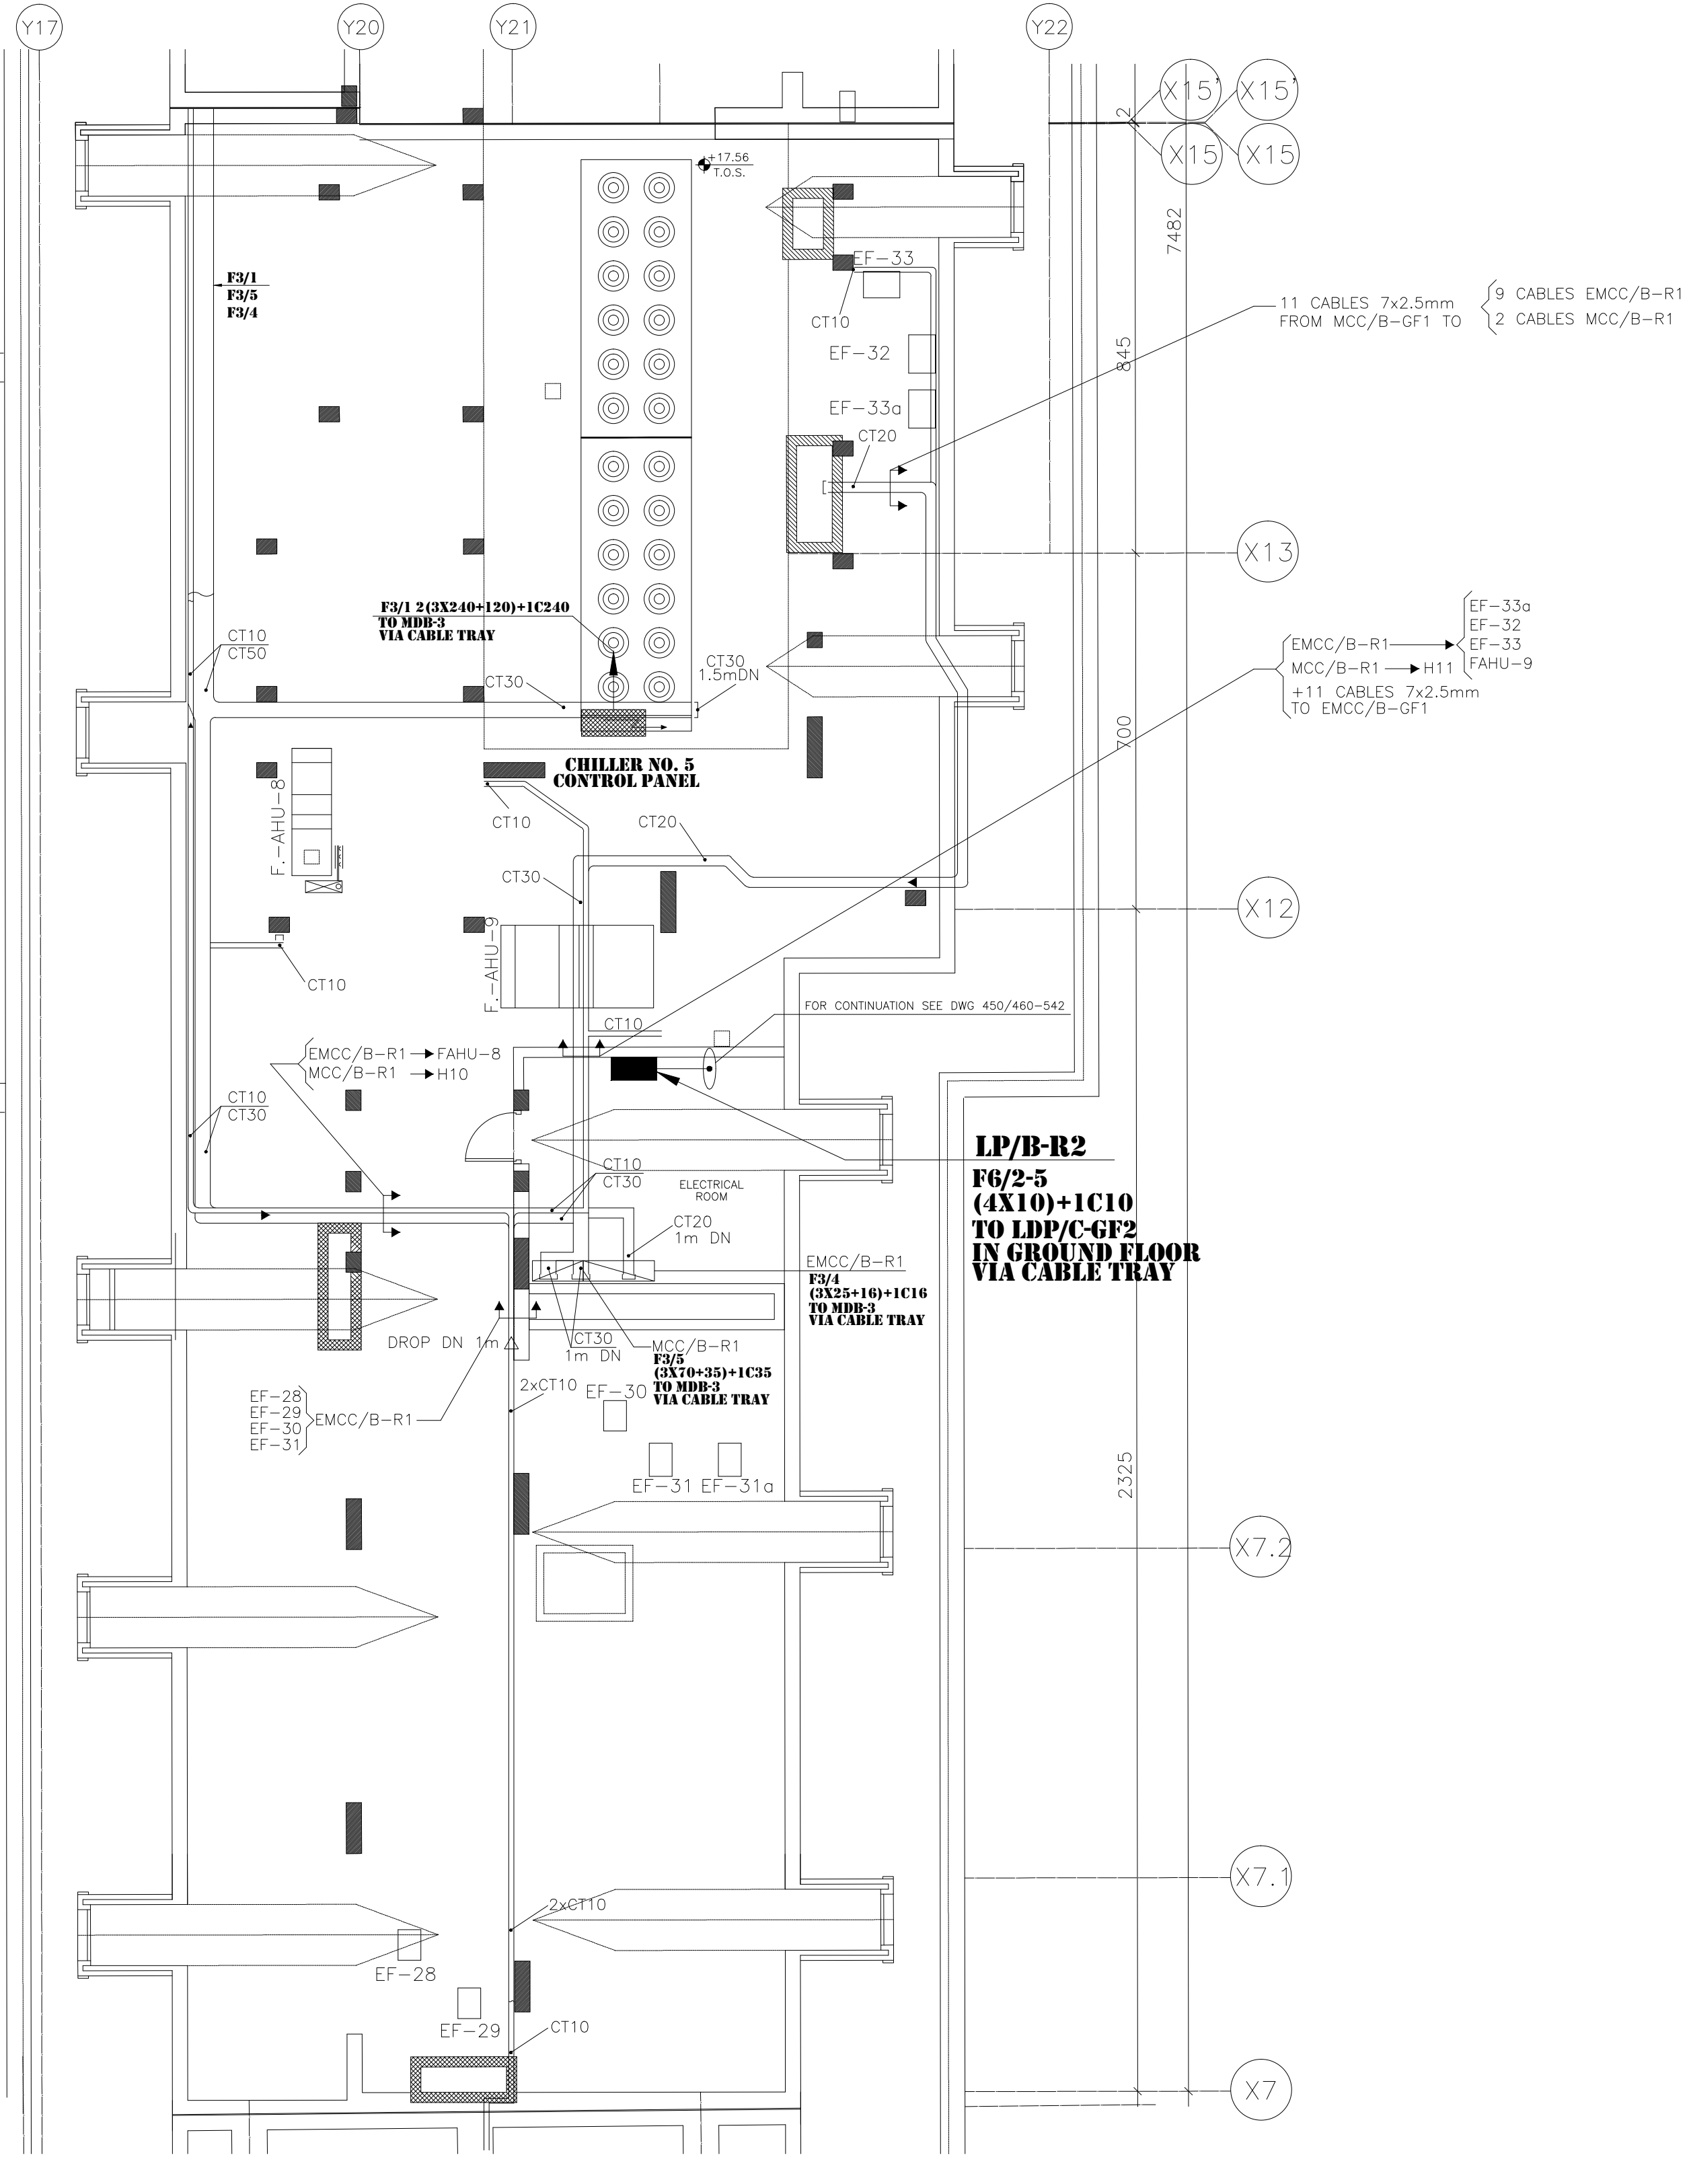 Y17
Y20
Y21
Y22
X15'
X15'
2
X15
X15
+17.56
T.O.S.
7482
EF-33
F3/1
F3/5
F3/4
CT10
11 CABLES 7x2.5mm
FROM MCC/B-GF1 TO
9 CABLES EMCC/B-R1
2 CABLES MCC/B-R1
EF-32
845
EF-33a
CT20
X13
F3/1 2(3X240+120)+1C240
TO MDB-3
VIA CABLE TRAY
CT10
CT50
CT30
CT30
1.5mDN
EMCC/B-R1
MCC/B-R1
H11
+11 CABLES 7x2.5mm
TO EMCC/B-GF1
EF-33a
EF-32
EF-33
FAHU-9
700
CHILLER NO. 5
CONTROL PANEL
F.-AHU-8
CT10
CT20
CT30
X12
F.-AHU-9
CT10
FOR CONTINUATION SEE DWG 450/460-542
CT10
EMCC/B-R1
FAHU-8
MCC/B-R1
H10
CT10
CT30
LP/B-R2
F6/2-5
(4X10)+1C10
TO LDP/C-GF2
IN GROUND FLOOR
VIA CABLE TRAY
CT10
CT30
ELECTRICAL
ROOM
CT20
1m DN
EMCC/B-R1
F3/4
(3X25+16)+1C16
TO MDB-3
VIA CABLE TRAY
DROP DN 1m
CT30
1m DN
MCC/B-R1
F3/5
(3X70+35)+1C35
TO MDB-3
VIA CABLE TRAY
2xCT10
EF-30
EF-28
EF-29
EF-30
EF-31
EMCC/B-R1
EF-31
EF-31a
2325
X7.2
X7.1
2xCT10
EF-28
EF-29
CT10
X7